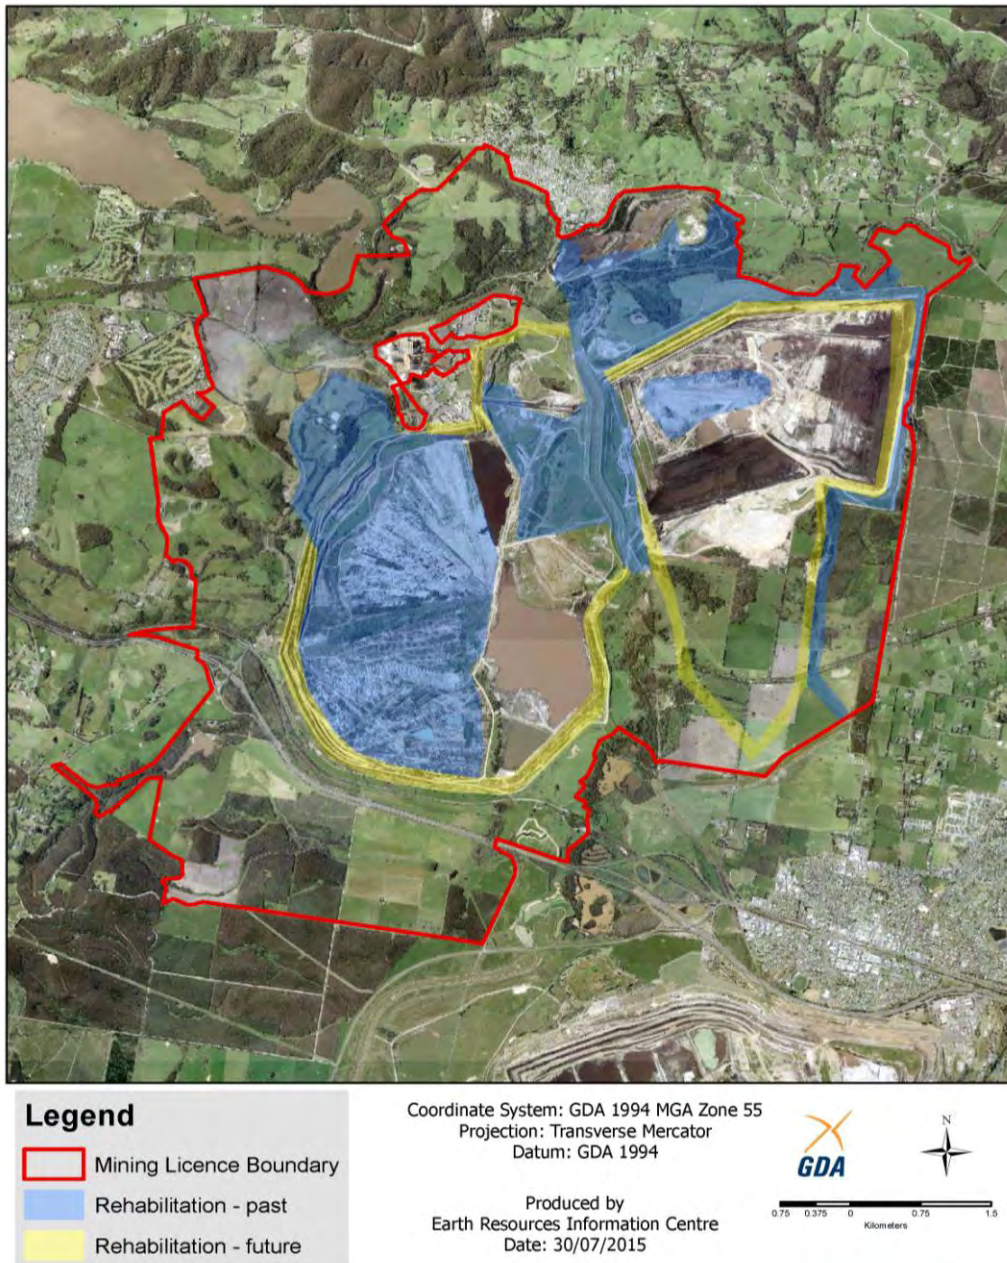 Legend
Mining Licence Boundary
Rehabilitation - past
Rehabilitation - future
Coordinate System: GDA 1994 MGA Zone 55
Projection: Transverse Mercator
Datum: GDA 1994
Produced by
Earth Resources Information Centre
Date: 30/07/2015
GDA
N
0.75 0.375 0 0.75 1.5
Kilometers